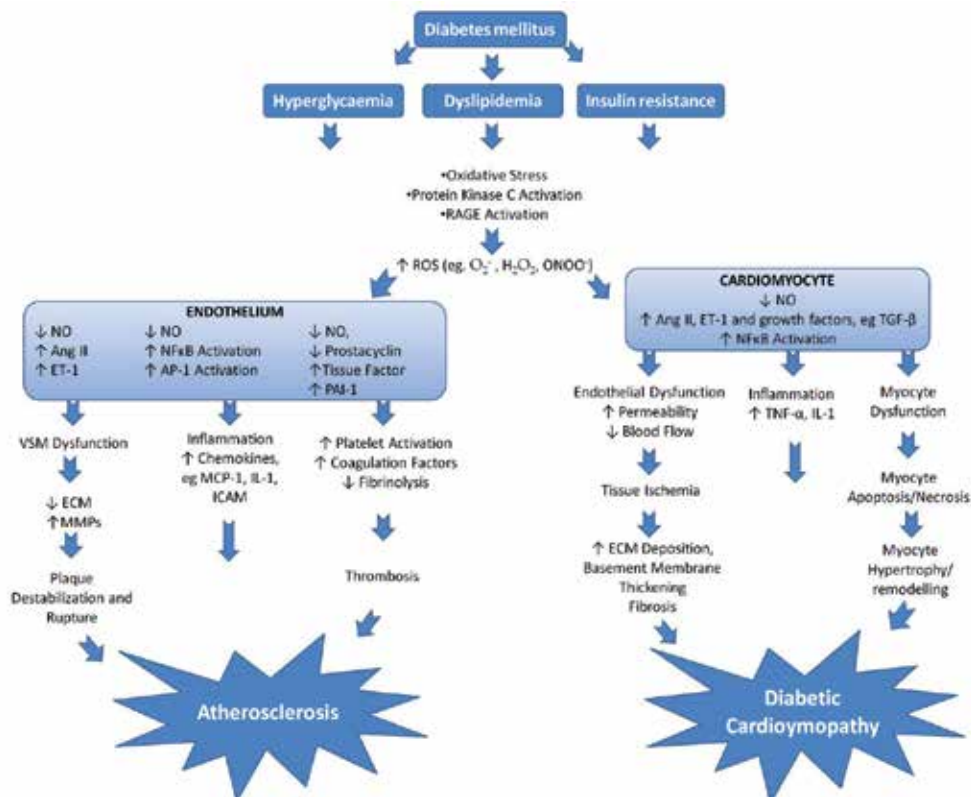 Diabetes mellitus
Hyperglycaemia
Dyslipidemia
Insulin resistance
•Oxidative Stress
•Protein Kinase C Activation
•RAGE Activation
↑ ROS (eg, O₂⁻, H₂O₂, ONOO⁻)
ENDOTHELIUM
↓ NO
↑ Ang II
↑ ET-1
↓ NO
↑ NFκB Activation
↑ AP-1 Activation
↓ NO,
↓ Prostacyclin
↑Tissue Factor
↑ PAI-1
VSM Dysfunction
↓ ECM
↑MMPs
Plaque
Destabilization and
Rupture
Inflammation
↑ Chemokines,
eg MCP-1, IL-1,
ICAM
↑ Platelet Activation
↑ Coagulation Factors
↓ Fibrinolysis
Thrombosis
Atherosclerosis
CARDIOMYOCYTE
↓ NO
↑ Ang II, ET-1 and growth factors, eg TGF-β
↑ NFκB Activation
Endothelial Dysfunction
↑ Permeability
↓ Blood Flow
Tissue Ischemia
↑ ECM Deposition,
Basement Membrane
Thickening
Fibrosis
Inflammation
↑ TNF-α, IL-1
Myocyte
Dysfunction
Myocyte
Apoptosis/Necrosis
Myocyte
Hypertrophy/
remodelling
Diabetic
Cardioymopathy